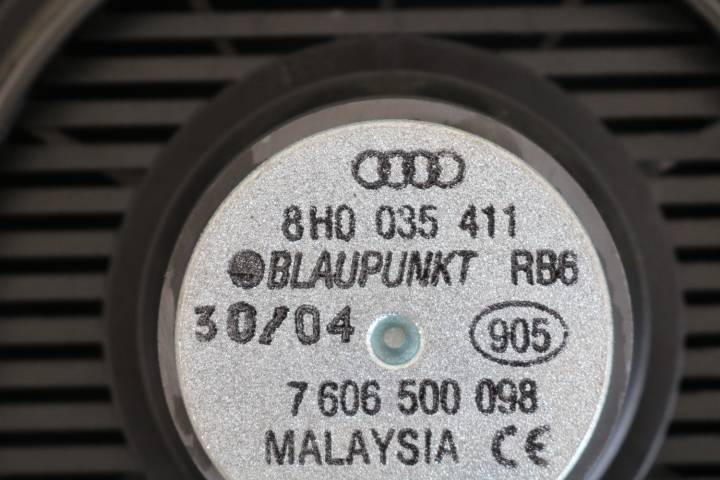 8H0 035 411
BLAUPUNKT RB6
30/04
905
7 606 500 098
MALAYSIA CE